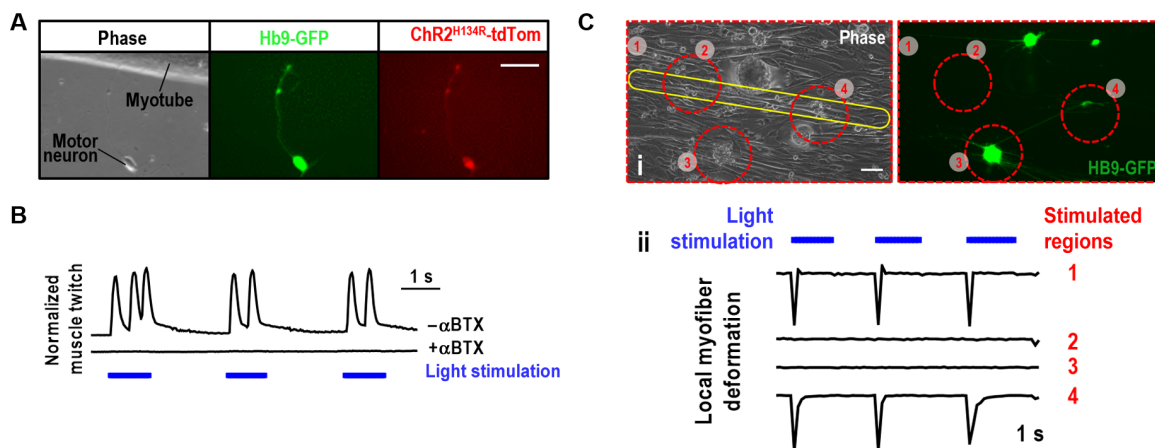 A
Phase
Hb9-GFP
ChR2H134R-tdTom
Myotube
Motor
neuron
B
Normalized
muscle twitch
1 s
–αBTX
+αBTX
Light stimulation
C
Phase
1
2
3
4
i
1
2
3
4
HB9-GFP
ii
Light
stimulation
Stimulated
regions
Local myofiber
deformation
1
2
3
4
1 s